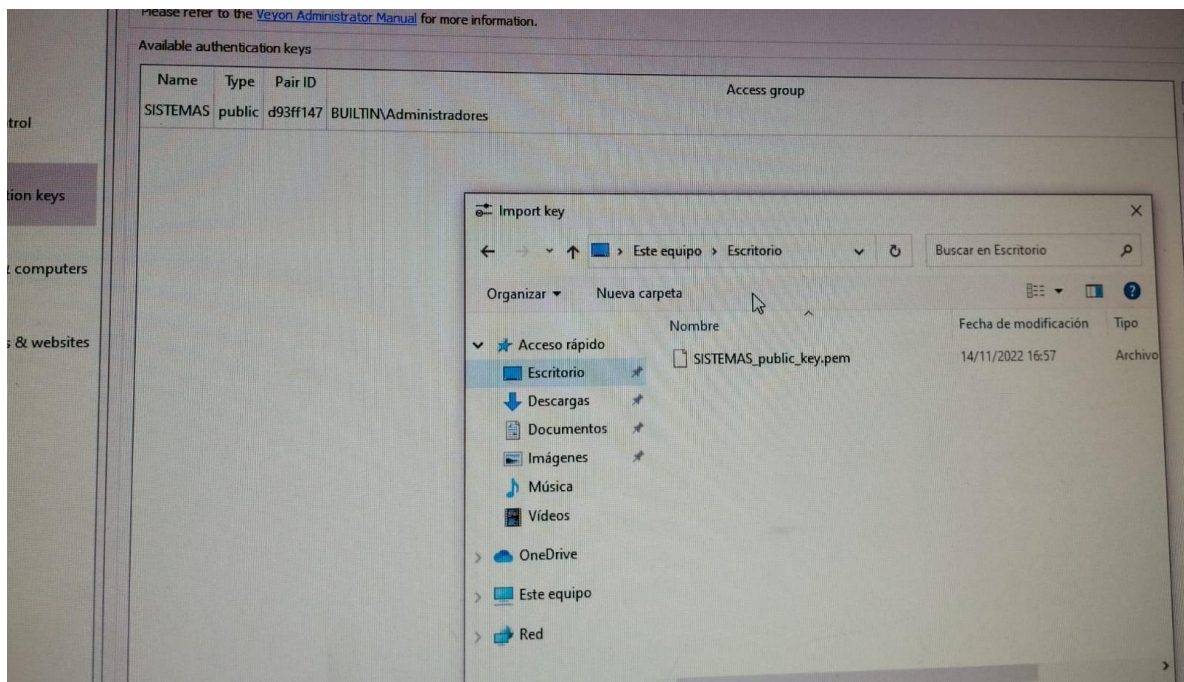 Please refer to the Veyon Administrator Manual for more information.
Available authentication keys
Name Type Pair ID Access group
SISTEMAS public d93ff147 BUILTIN\Administradores
trol
tion keys
computers
& websites
Import key
Este equipo > Escritorio
Buscar en Escritorio
Organizar
Nueva carpeta
Nombre Fecha de modificación Tipo
SISTEMAS_public_key.pem 14/11/2022 16:57 Archivo
Acceso rápido
Escritorio
Descargas
Documentos
Imágenes
Música
Vídeos
OneDrive
Este equipo
Red